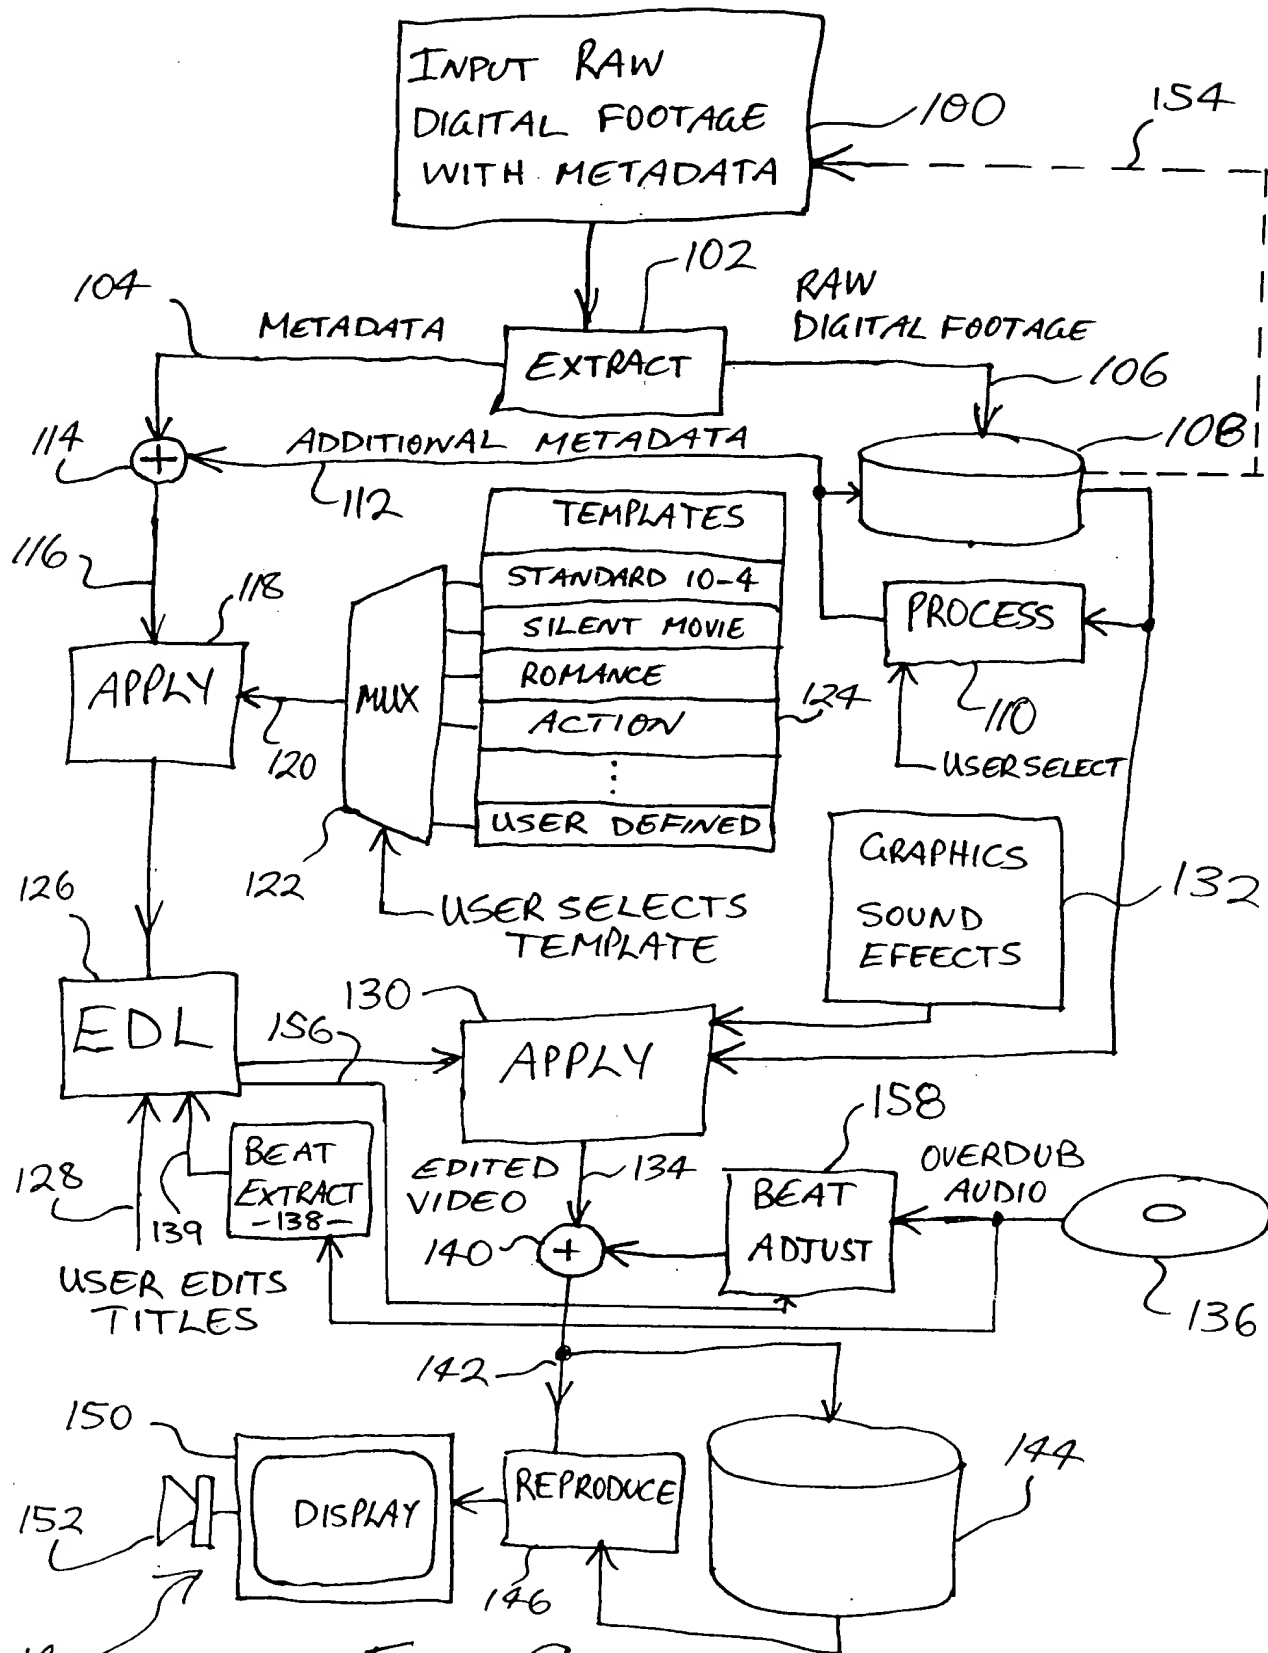 INPUT RAW
DIGITAL FOOTAGE
WITH METADATA
100
154
102
104
METADATA
RAW
DIGITAL FOOTAGE
EXTRACT
106
114
ADDITIONAL METADATA
108
112
TEMPLATES
116
STANDARD 10-4
118
SILENT MOVIE
PROCESS
APPLY
MUX
ROMANCE
124
ACTION
110
120
USER SELECT
⋮
USER DEFINED
122
GRAPHICS
SOUND
EFFECTS
132
126
USER SELECTS
TEMPLATE
130
EDL
156
APPLY
158
BEAT
EXTRACT
-138-
128
139
EDITED
VIDEO
134
BEAT
ADJUST
OVERDUB
AUDIO
140
USER EDITS
TITLES
136
142
150
144
REPRODUCE
DISPLAY
152
146